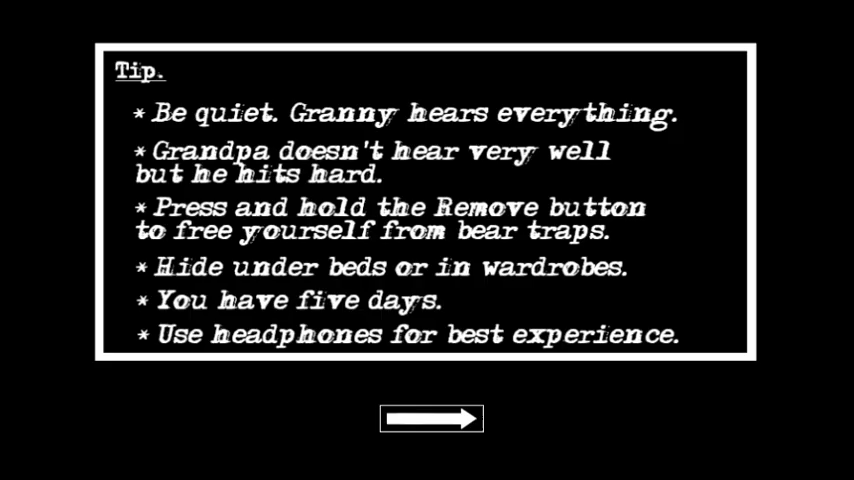 Tip.
* Be quiet. Granny hears everything.
* Grandpa doesn't hear very well
but he hits hard.
* Press and hold the Remove button
to free yourself from bear traps.
* Hide under beds or in wardrobes.
* You have five days.
* Use headphones for best experience.